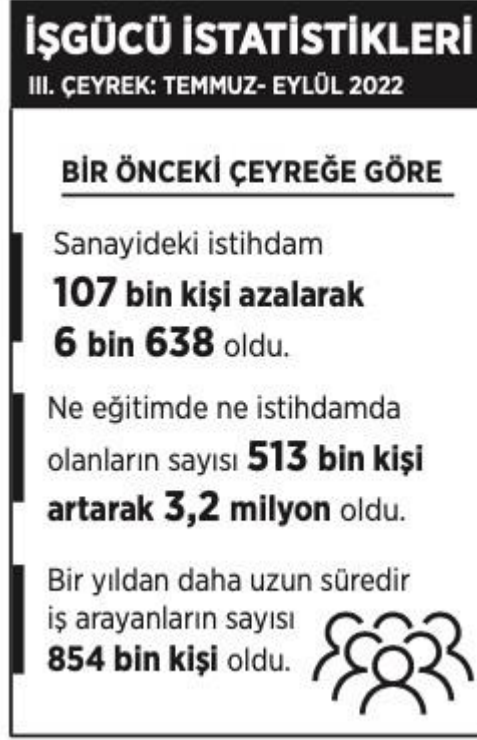 İŞGÜCÜ İSTATİSTİKLERİ
III. ÇEYREK: TEMMUZ- EYLÜL 2022
BİR ÖNCEKİ ÇEYREĞE GÖRE
Sanayideki istihdam
107 bin kişi azalarak
6 bin 638 oldu.
Ne eğitimde ne istihdamda
olanların sayısı 513 bin kişi
artarak 3,2 milyon oldu.
Bir yıldan daha uzun süredir
iş arayanların sayısı
854 bin kişi oldu.